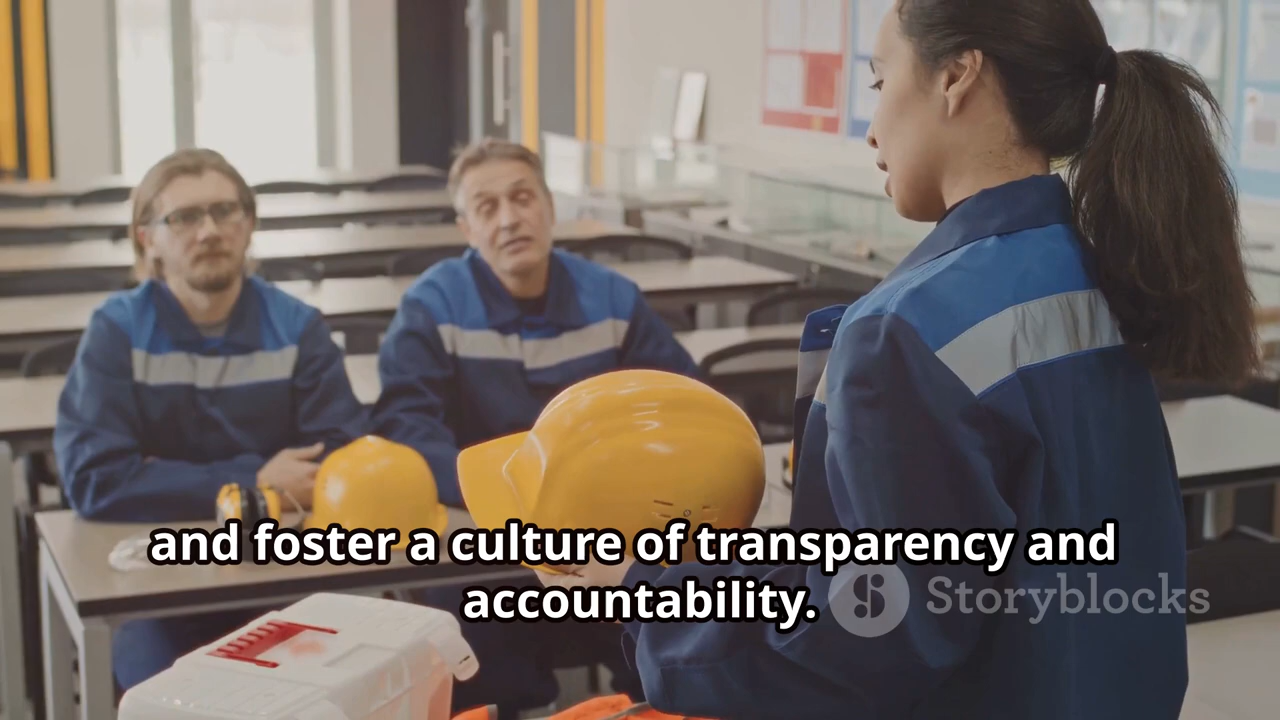 and foster a culture of transparency and
accountability.
Storyblocks